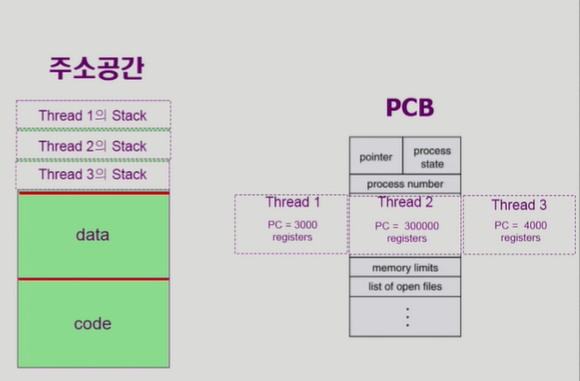 주소공간
Thread 1의 Stack
Thread 2의 Stack
Thread 3의 Stack
data
code
PCB
pointer
process
state
process number
Thread 1
PC = 3000
registers
Thread 2
PC = 300000
registers
Thread 3
PC = 4000
registers
memory limits
list of open files